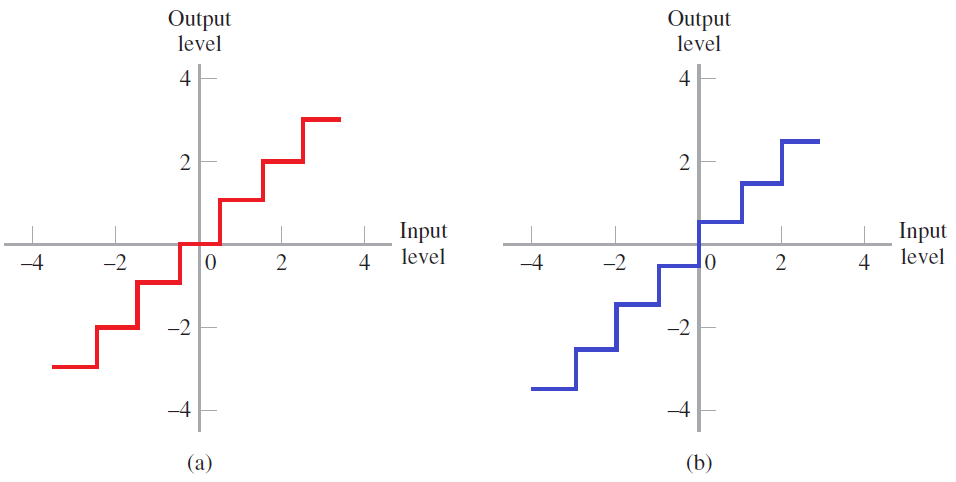 Output
level
4
2
Input
level
–4
–2
0
2
4
–2
–4
(a)
Output
level
4
2
Input
level
–4
–2
0
2
4
–2
–4
(b)